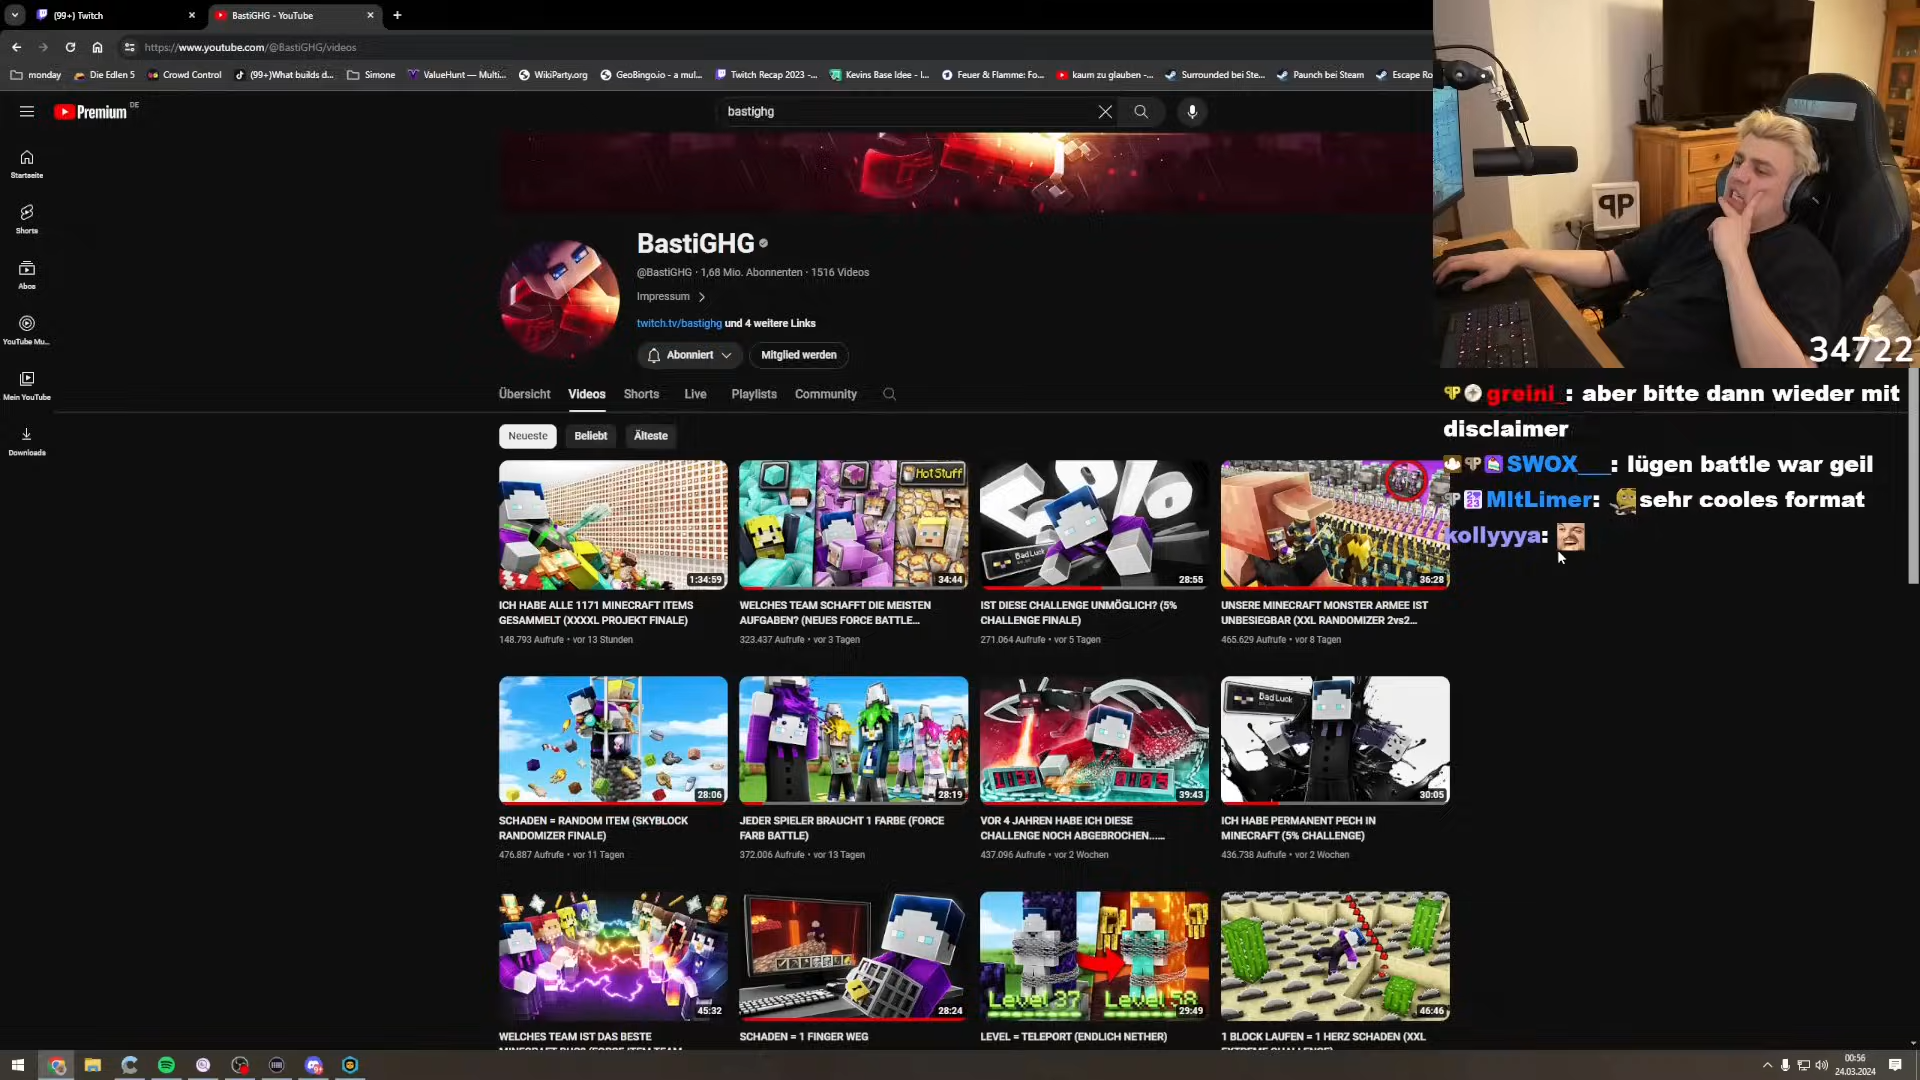 (99+) Twitch
BastiGHG - YouTube
https://www.youtube.com/@BastiGHG/videos
monday
Die Edlen 5
Crowd Control
(99+)What builds d...
Simone
ValueHunt — Multi...
WikiParty.org
GeoBingo.io - a mul...
Twitch Recap 2023 -...
Kevins Base Idee - I...
Feuer & Flamme: Fo...
kaum zu glauben -...
Surrounded bei Ste...
Paunch bei Steam
Escape Ro
Premium DE
bastighg
Startseite
Shorts
Abos
YouTube Mu...
Mein YouTube
Downloads
BastiGHG
@BastiGHG · 1,68 Mio. Abonnenten · 1516 Videos
Impressum
twitch.tv/bastighg und 4 weitere Links
Abonniert
Mitglied werden
Übersicht
Videos
Shorts
Live
Playlists
Community
Neueste
Beliebt
Älteste
1:34:59
HotStuff
34:44
Bad Luck
28:55
36:28
ICH HABE ALLE 1171 MINECRAFT ITEMS
GESAMMELT (XXXL PROJEKT FINALE)
148.793 Aufrufe · vor 13 Stunden
WELCHES TEAM SCHAFFT DIE MEISTEN
AUFGABEN? (NEUES FORCE BATTLE...
323.437 Aufrufe · vor 3 Tagen
IST DIESE CHALLENGE UNMÖGLICH? (5%
CHALLENGE FINALE)
271.064 Aufrufe · vor 5 Tagen
UNSERE MINECRAFT MONSTER ARMEE IST
UNBESIEGBAR (XXL RANDOMIZER 2vs2...
465.629 Aufrufe · vor 8 Tagen
28:06
28:19
39:43
Bad Luck
30:05
SCHADEN = RANDOM ITEM (SKYBLOCK
RANDOMIZER FINALE)
476.887 Aufrufe · vor 11 Tagen
JEDER SPIELER BRAUCHT 1 FARBE (FORCE
FARB BATTLE)
372.006 Aufrufe · vor 13 Tagen
VOR 4 JAHREN HABE ICH DIESE
CHALLENGE NOCH ABGEBROCHEN......
437.096 Aufrufe · vor 2 Wochen
ICH HABE PERMANENT PECH IN
MINECRAFT (5% CHALLENGE)
436.738 Aufrufe · vor 2 Wochen
45:32
28:24
Level 37
Level 58
29:49
46:46
WELCHES TEAM IST DAS BESTE
SCHADEN = 1 FINGER WEG
LEVEL = TELEPORT (ENDLICH NETHER)
1 BLOCK LAUFEN = 1 HERZ SCHADEN (XXL
34722
greini_: aber bitte dann wieder mit
disclaimer
SWOX___: lügen battle war geil
MltLimer: sehr cooles format
kollyyya:
00:56
24.03.2024